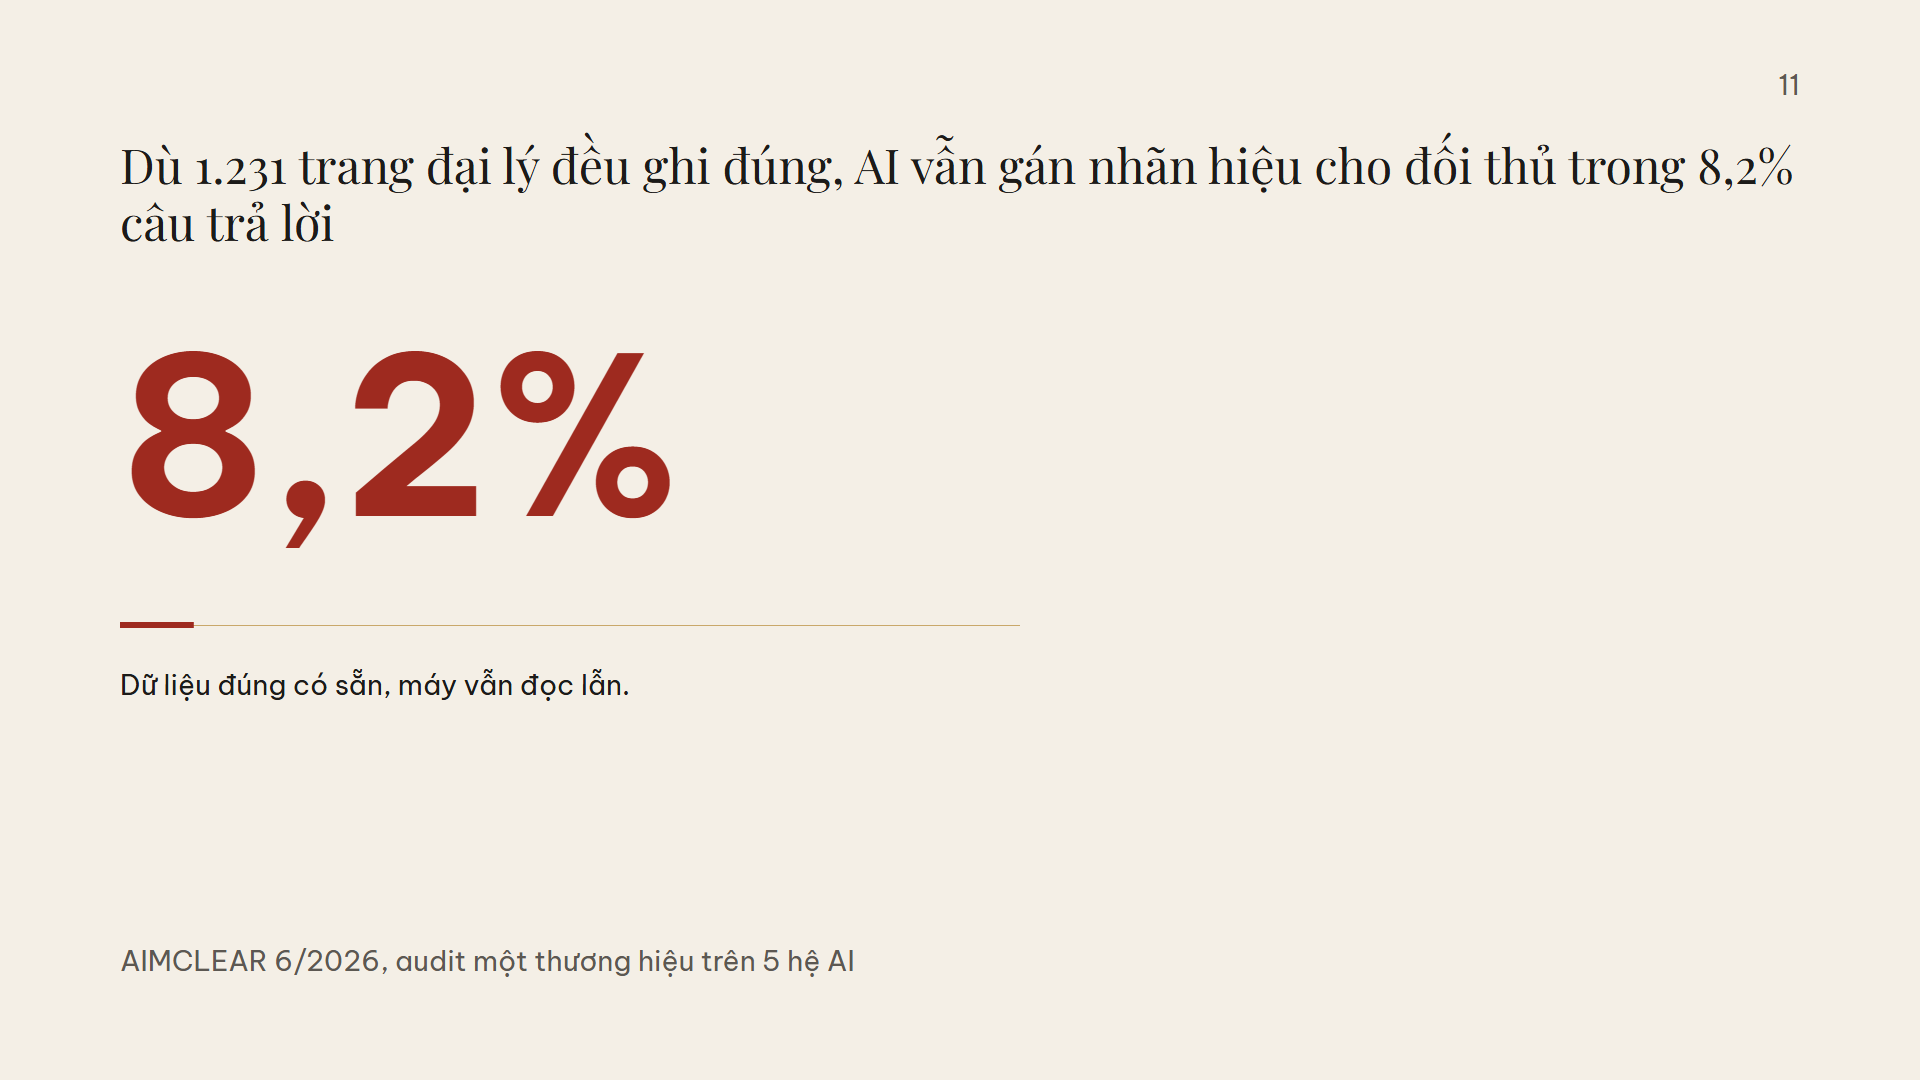 11
Dù 1.231 trang đại lý đều ghi đúng, AI vẫn gán nhãn hiệu cho đối thủ trong 8,2%
câu trả lời
8,2%
Dữ liệu đúng có sẵn, máy vẫn đọc lẫn.
AIMCLEAR 6/2026, audit một thương hiệu trên 5 hệ AI